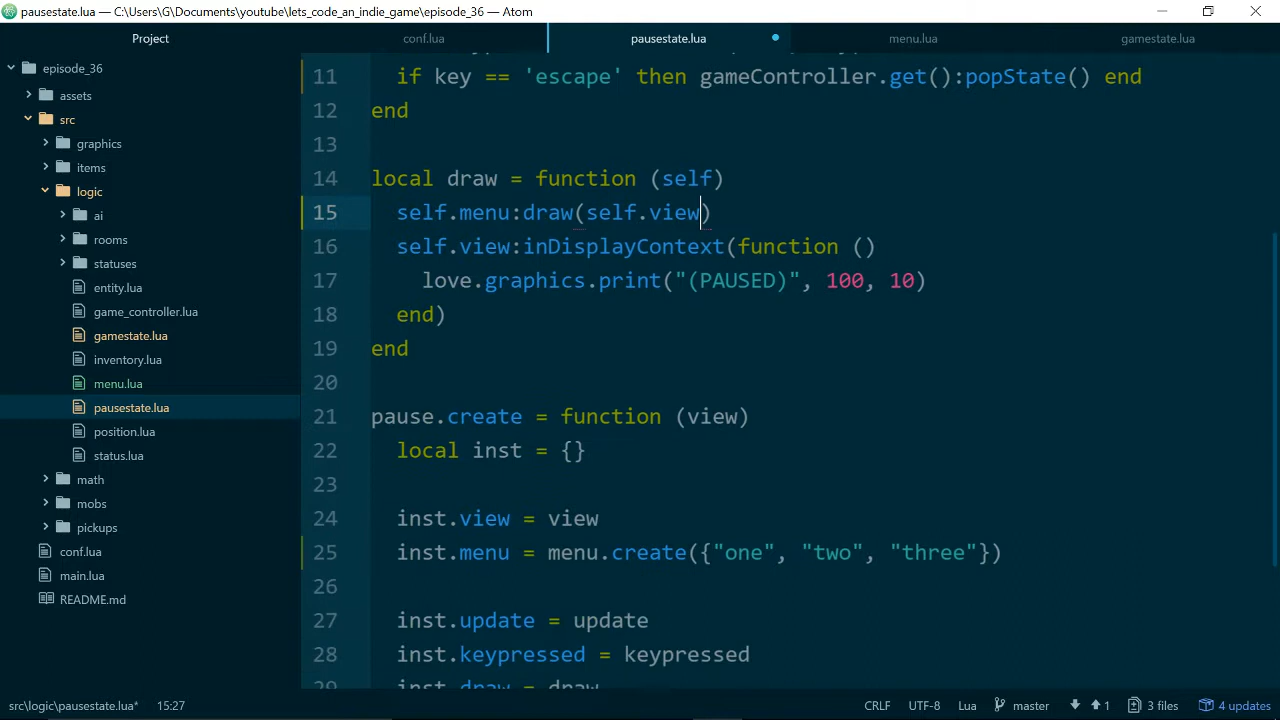 pausestate.lua — C:\Users\G\Documents\youtube\lets_code_an_indie_game\episode_36 — Atom
Project
conf.lua
pausestate.lua
menu.lua
gamestate.lua
episode_36
assets
src
graphics
items
logic
ai
rooms
statuses
entity.lua
game_controller.lua
gamestate.lua
inventory.lua
menu.lua
pausestate.lua
position.lua
status.lua
math
mobs
pickups
conf.lua
main.lua
README.md
11 if key == 'escape' then gameController.get():popState() end
12 end
13
14 local draw = function (self)
15 self.menu:draw(self.view)
16 self.view:inDisplayContext(function ()
17 love.graphics.print("(PAUSED)", 100, 10)
18 end)
19 end
20
21 pause.create = function (view)
22 local inst = {}
23
24 inst.view = view
25 inst.menu = menu.create({"one", "two", "three"})
26
27 inst.update = update
28 inst.keypressed = keypressed
29 inst.draw = draw
src\logic\pausestate.lua* 15:27
CRLF UTF-8 Lua master 1 3 files 4 updates